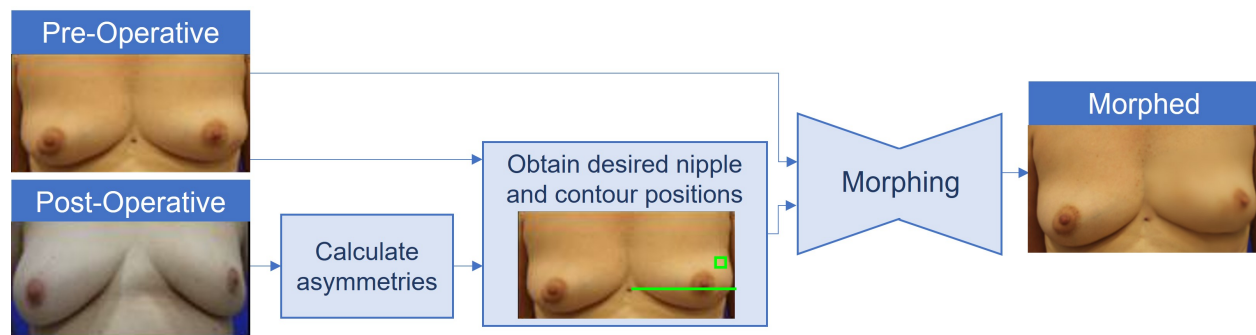 Pre-Operative
Post-Operative
Calculate
asymmetries
Obtain desired nipple
and contour positions
Morphing
Morphed